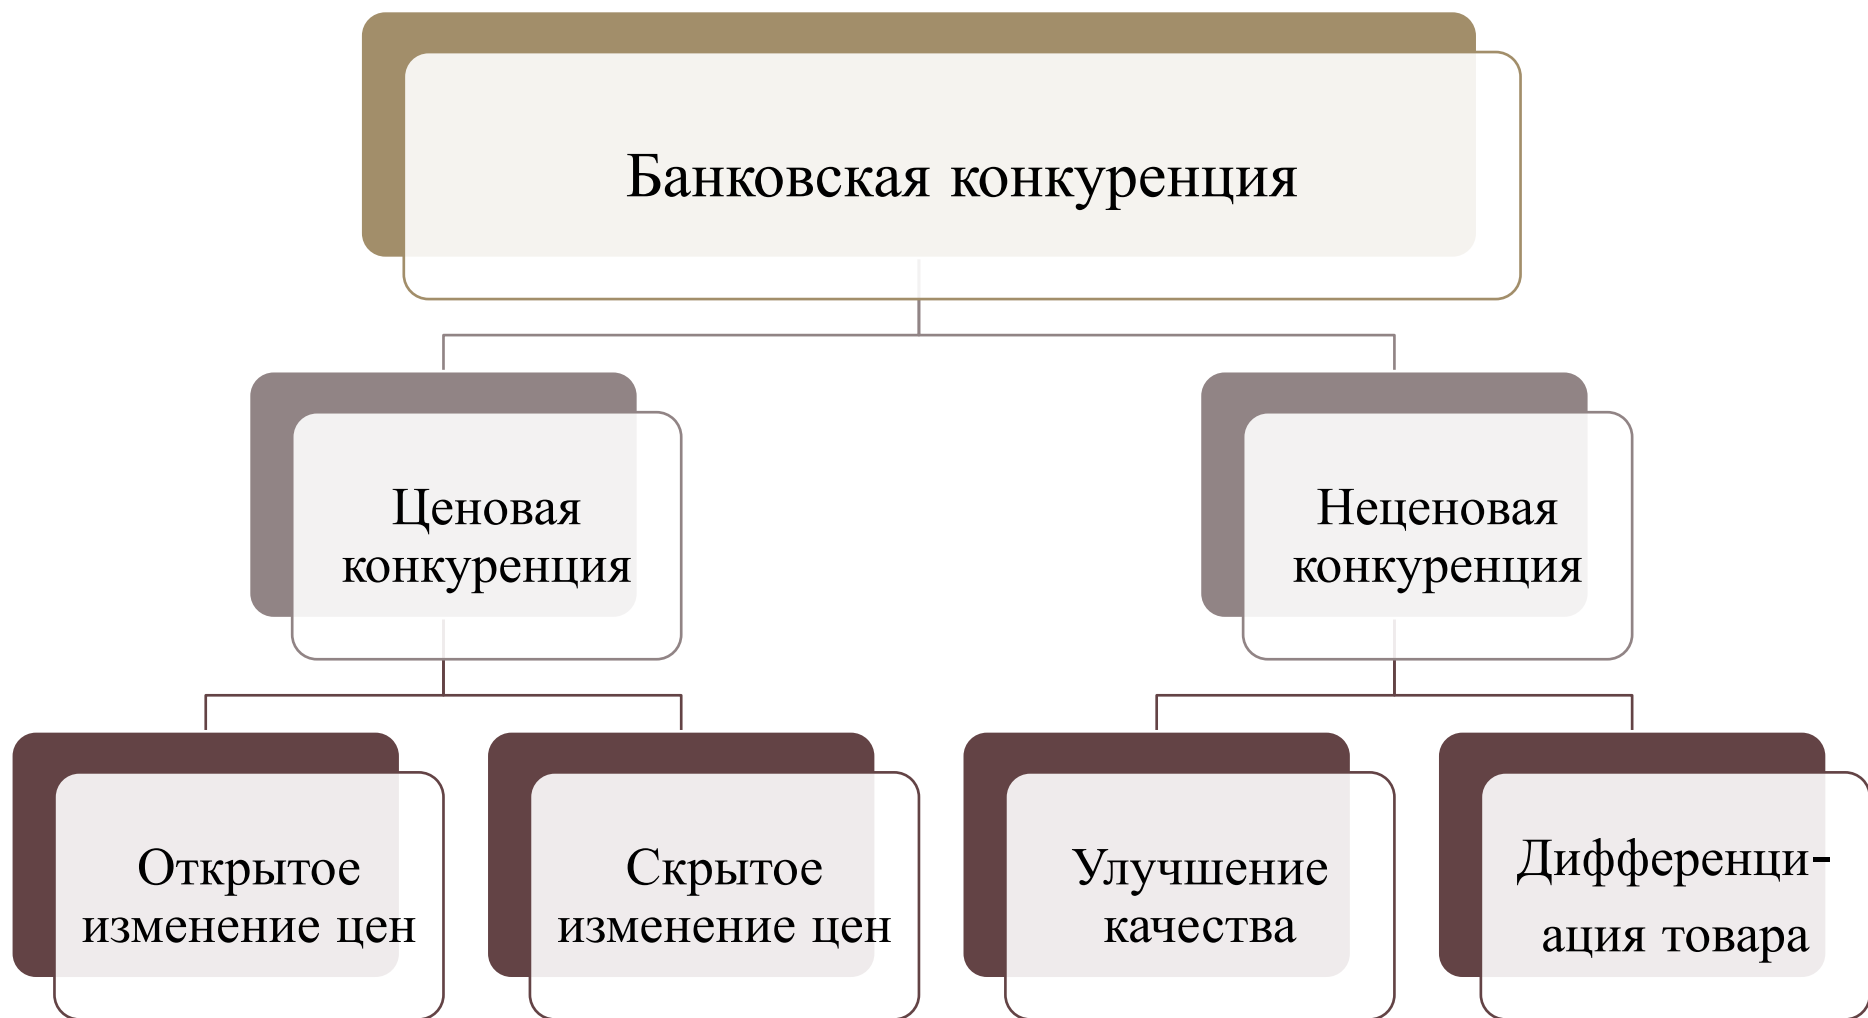 Банковская конкуренция
Ценовая
конкуренция
Неценовая
конкуренция
Открытое
изменение цен
Скрытое
изменение цен
Улучшение
качества
Дифференци-
ация товара